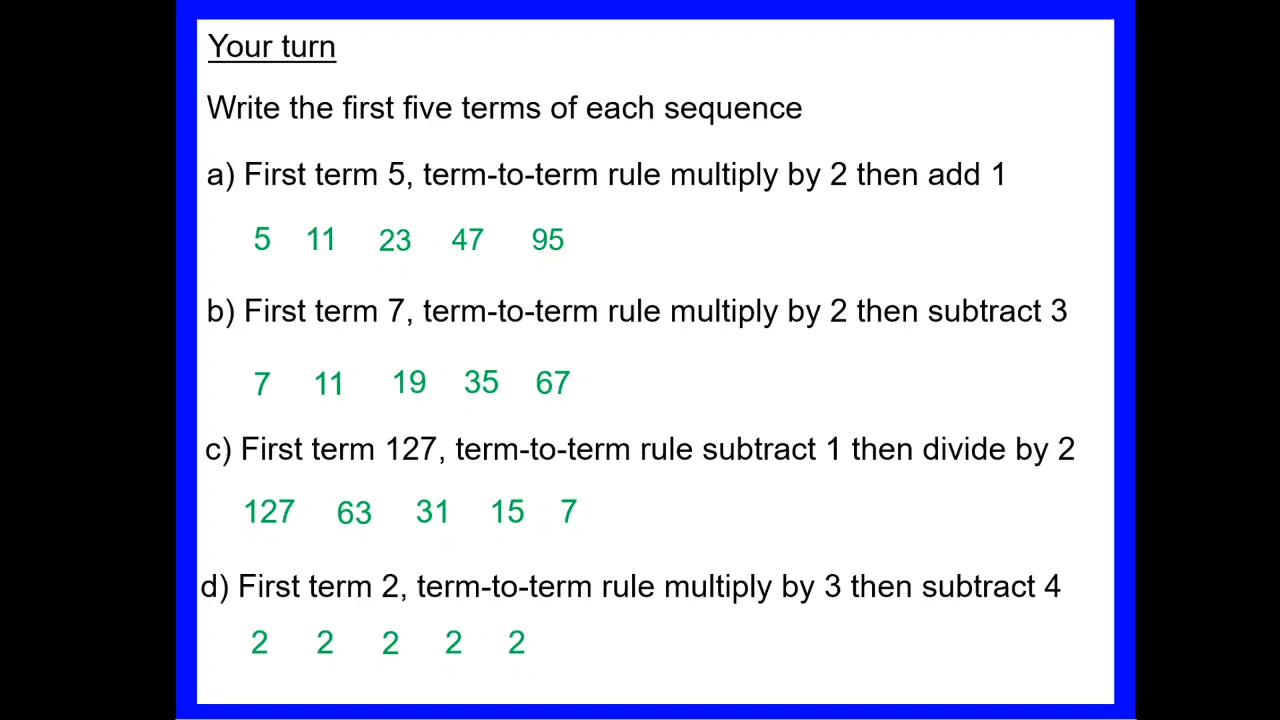 Your turn
Write the first five terms of each sequence
a) First term 5, term-to-term rule multiply by 2 then add 1
5 11 23 47 95
b) First term 7, term-to-term rule multiply by 2 then subtract 3
7 11 19 35 67
c) First term 127, term-to-term rule subtract 1 then divide by 2
127 63 31 15 7
d) First term 2, term-to-term rule multiply by 3 then subtract 4
2 2 2 2 2